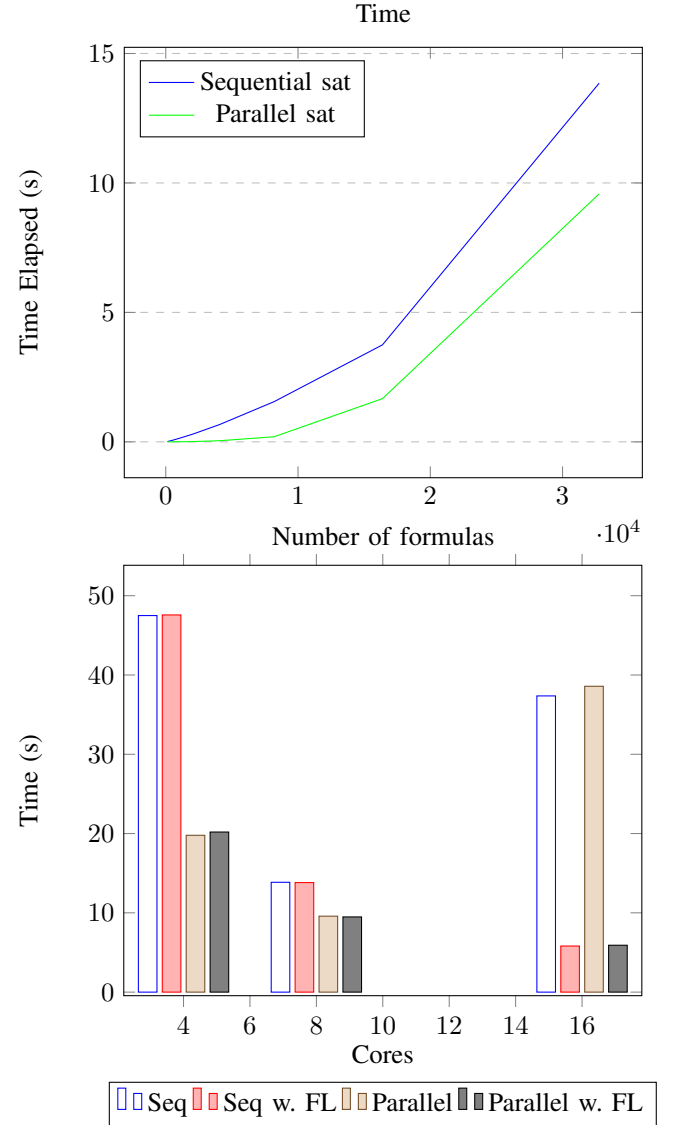 Time
15
Sequential sat
Parallel sat
10
5
0
Time Elapsed (s)
0 1 2 3
·10⁴
Number of formulas
50
40
30
20
10
0
Time (s)
4 6 8 10 12 14 16
Cores
Seq Seq w. FL Parallel Parallel w. FL